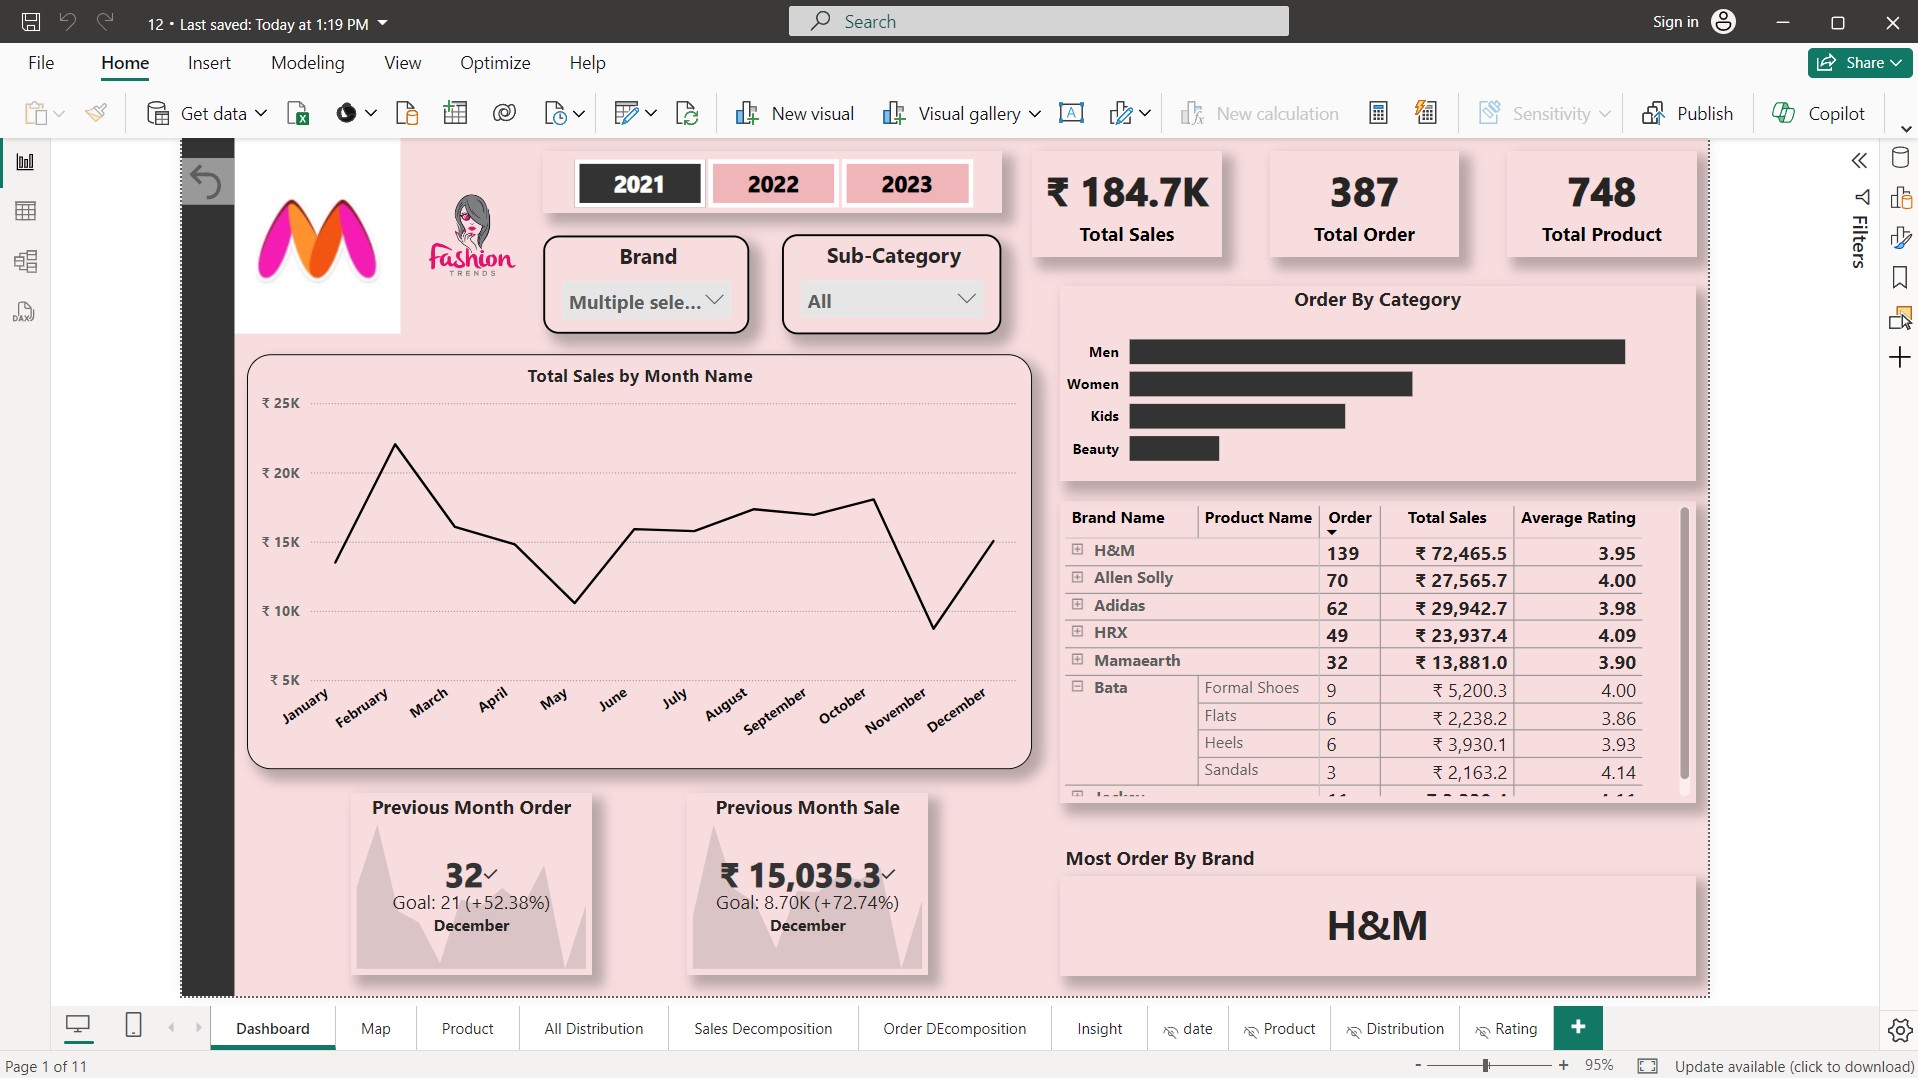 12 • Last saved: Today at 1:19 PM
Search
Sign in
File Home Insert Modeling View Optimize Help
Share
Get data
New visual
Visual gallery
New calculation
Sensitivity
Publish
Copilot
DAX
Fashion
TRENDS
2021 2022 2023
Brand
Multiple sele...
Sub-Category
All
₹ 184.7K
Total Sales
387
Total Order
748
Total Product
Filters
Total Sales by Month Name
₹ 25K
₹ 20K
₹ 15K
₹ 10K
₹ 5K
January February March April May June July August September October November December
Order By Category
Men
Women
Kids
Beauty
Brand Name Product Name Order Total Sales Average Rating
H&M 139 ₹ 72,465.5 3.95
Allen Solly 70 ₹ 27,565.7 4.00
Adidas 62 ₹ 29,942.7 3.98
HRX 49 ₹ 23,937.4 4.09
Mamaearth 32 ₹ 13,881.0 3.90
Bata Formal Shoes 9 ₹ 5,200.3 4.00
Flats 6 ₹ 2,238.2 3.86
Heels 6 ₹ 3,930.1 3.93
Sandals 3 ₹ 2,163.2 4.14
Previous Month Order
32
Goal: 21 (+52.38%)
December
Previous Month Sale
₹ 15,035.3
Goal: 8.70K (+72.74%)
December
Most Order By Brand
H&M
Dashboard Map Product All Distribution Sales Decomposition Order DEcomposition Insight date Product Distribution Rating +
Page 1 of 11
- + 95%
Update available (click to download)